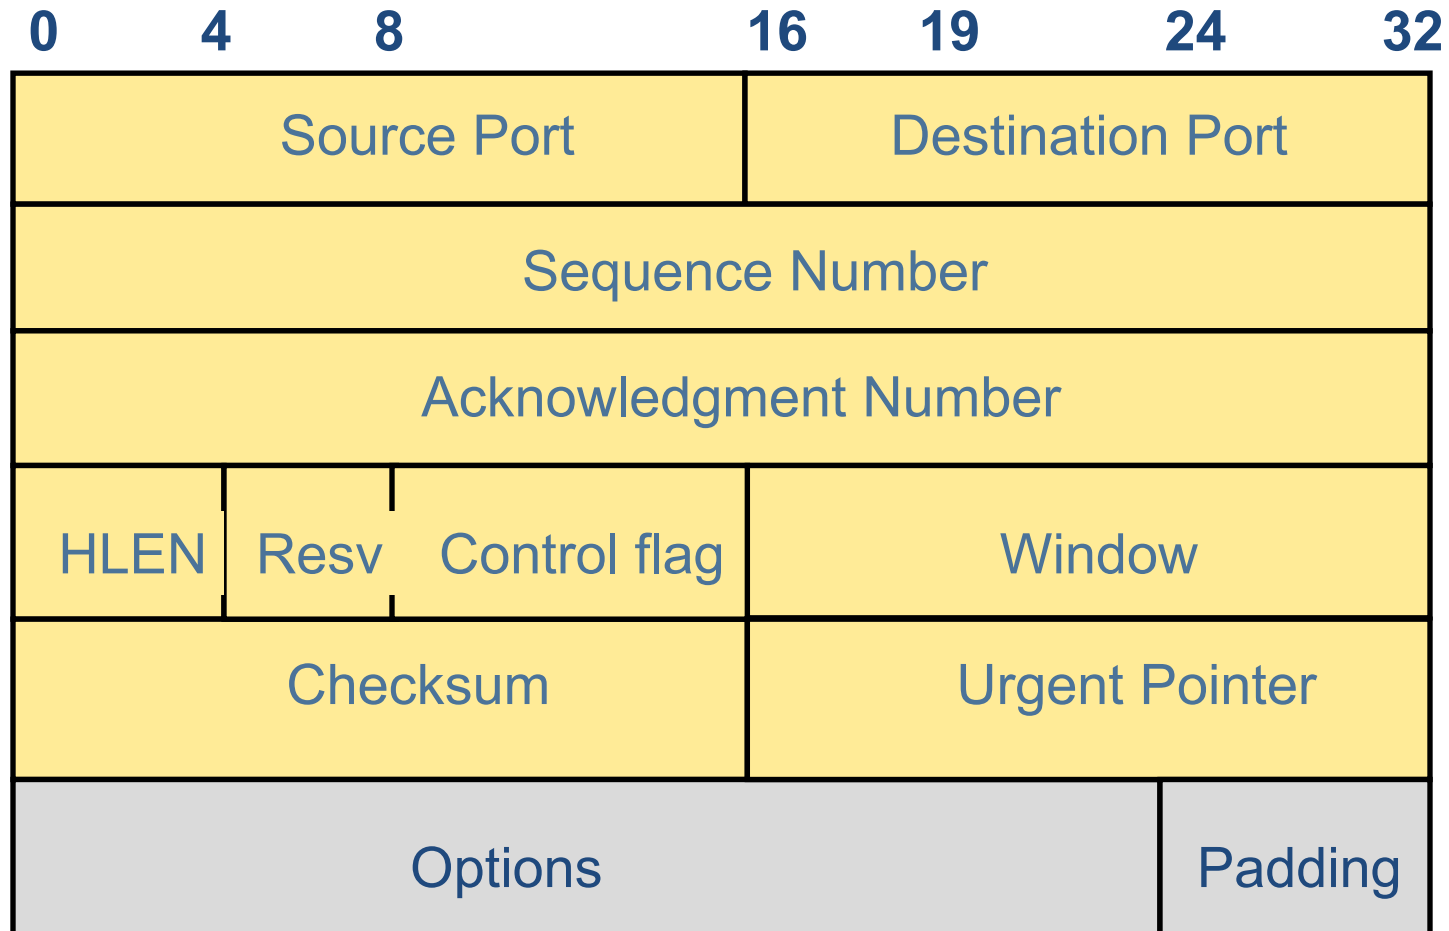 0 4 8 16 19 24 32
Source Port Destination Port
Sequence Number
Acknowledgment Number
HLEN Resv Control flag Window
Checksum Urgent Pointer
Options Padding